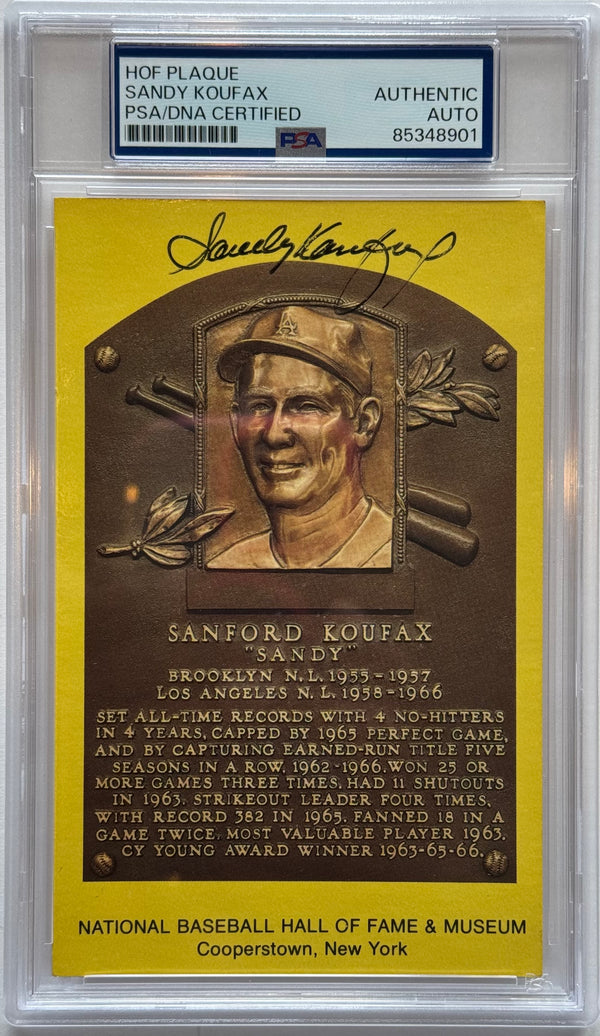 HOF PLAQUE
SANDY KOUFAX
PSA/DNA CERTIFIED
AUTHENTIC
AUTO
85348901
PSA
Sandy Koufax
A
SANFORD KOUFAX
"SANDY"
BROOKLYN N.L. 1955-1957
LOS ANGELES N.L. 1958-1966
SET ALL-TIME RECORDS WITH 4 NO-HITTERS
IN 4 YEARS, CAPPED BY 1965 PERFECT GAME,
AND BY CAPTURING EARNED-RUN TITLE FIVE
SEASONS IN A ROW, 1962-1966. WON 25 OR
MORE GAMES THREE TIMES. HAD 11 SHUTOUTS
IN 1963. STRIKEOUT LEADER FOUR TIMES,
WITH RECORD 382 IN 1965. FANNED 18 IN A
GAME TWICE. MOST VALUABLE PLAYER 1963.
CY YOUNG AWARD WINNER 1963-65-66.
NATIONAL BASEBALL HALL OF FAME & MUSEUM
Cooperstown, New York
PSA